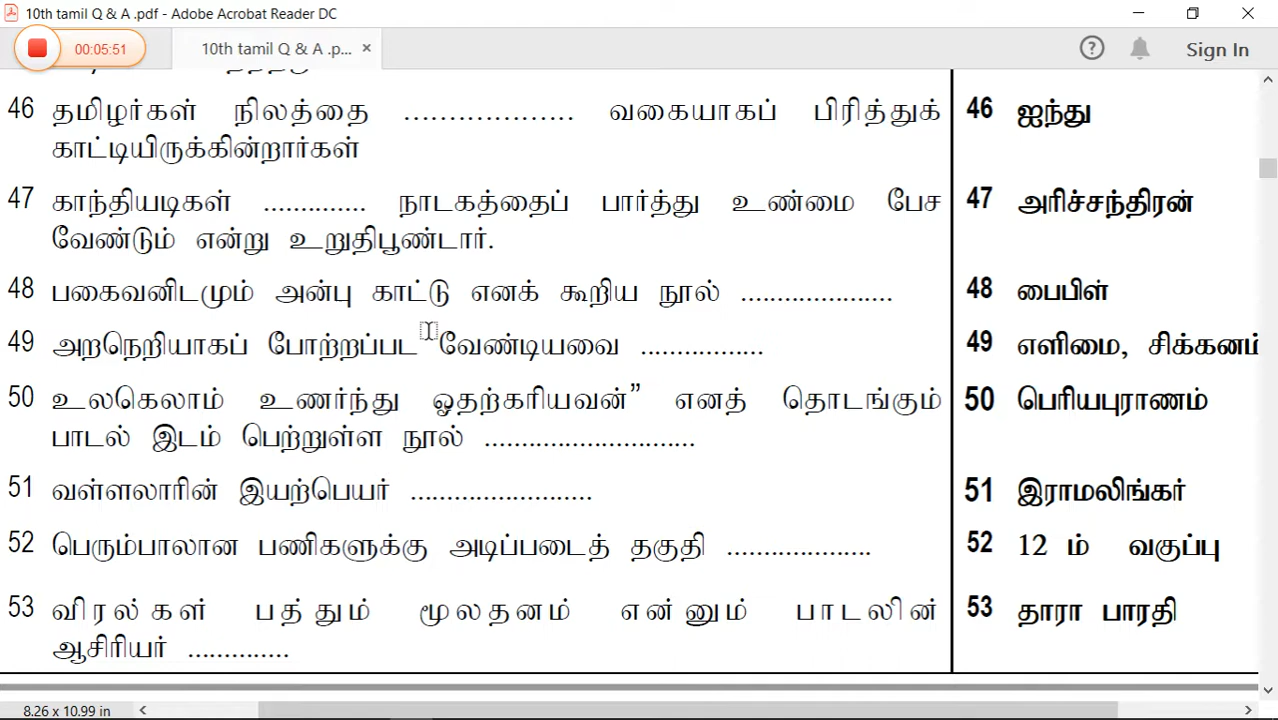 10th tamil Q & A .pdf - Adobe Acrobat Reader DC
00:05:51 10th tamil Q & A .p... × Sign In
46 தமிழர்கள் நிலத்தை ................... வகையாகப் பிரித்துக் 46 ஐந்து
காட்டியிருக்கின்றார்கள்
47 காந்தியடிகள் .............. நாடகத்தைப் பார்த்து உண்மை பேச 47 அரிச்சந்திரன்
வேண்டும் என்று உறுதிபூண்டார்.
48 பகைவனிடமும் அன்பு காட்டு எனக் கூறிய நூல் .................... 48 பைபிள்
49 அறநெறியாகப் போற்றப்பட வேண்டியவை ................. 49 எளிமை, சிக்கனம்
50 உலகெலாம் உணர்ந்து ஓதற்கரியவன்” எனத் தொடங்கும் 50 பெரியபுராணம்
பாடல் இடம் பெற்றுள்ள நூல் ............................
51 வள்ளலாரின் இயற்பெயர் ........................ 51 இராமலிங்கர்
52 பெரும்பாலான பணிகளுக்கு அடிப்படைத் தகுதி ................... 52 12 ம் வகுப்பு
53 விரல்கள் பத்தும் மூலதனம் என்னும் பாடலின் 53 தாரா பாரதி
ஆசிரியர் ..............
8.26 x 10.99 in